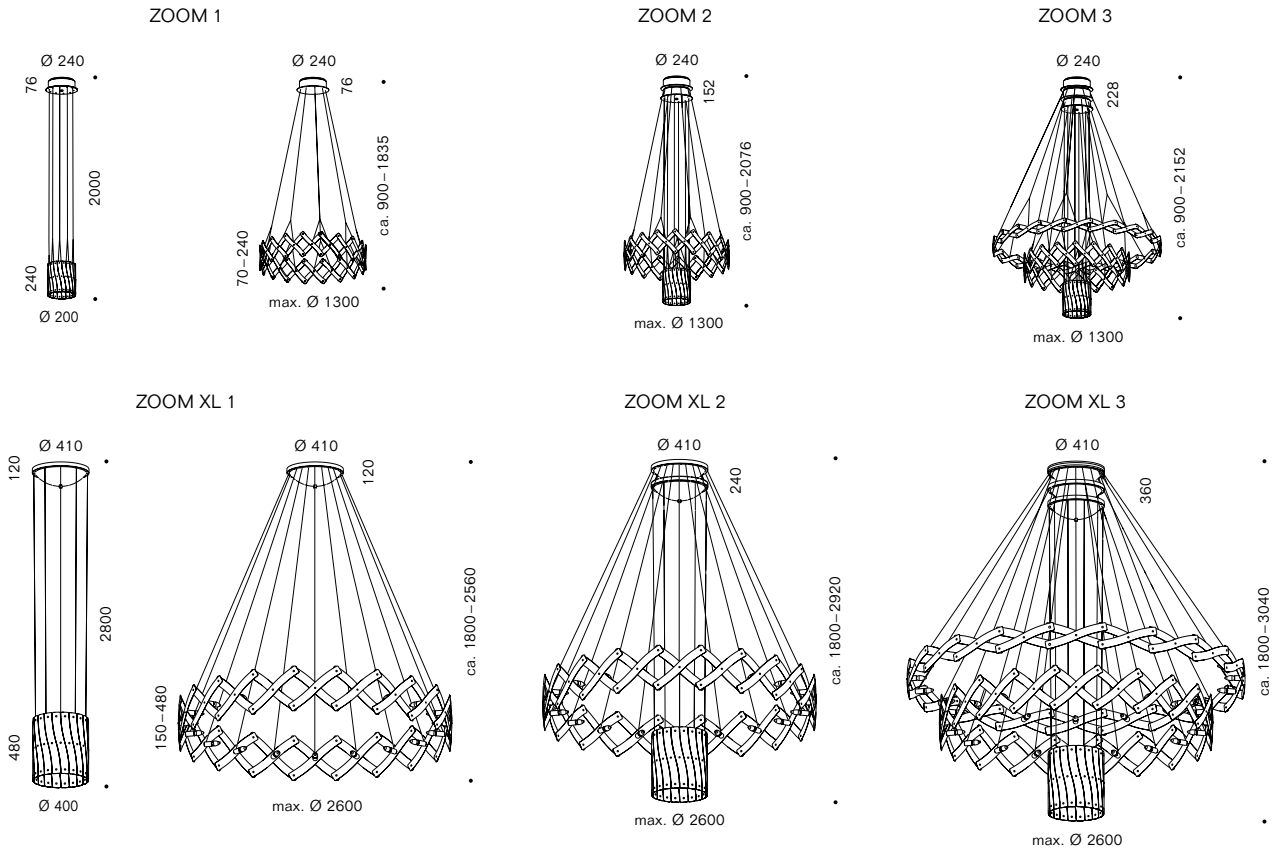 ZOOM 1
Ø 240
76
2000
240
Ø 200
Ø 240
76
ca. 900–1835
70–240
max. Ø 1300
ZOOM 2
Ø 240
152
ca. 900–2076
max. Ø 1300
ZOOM 3
Ø 240
228
ca. 900–2152
max. Ø 1300
ZOOM XL 1
Ø 410
120
2800
480
Ø 400
Ø 410
120
ca. 1800–2560
150–480
max. Ø 2600
ZOOM XL 2
Ø 410
240
ca. 1800–2920
max. Ø 2600
ZOOM XL 3
Ø 410
360
ca. 1800–3040
max. Ø 2600